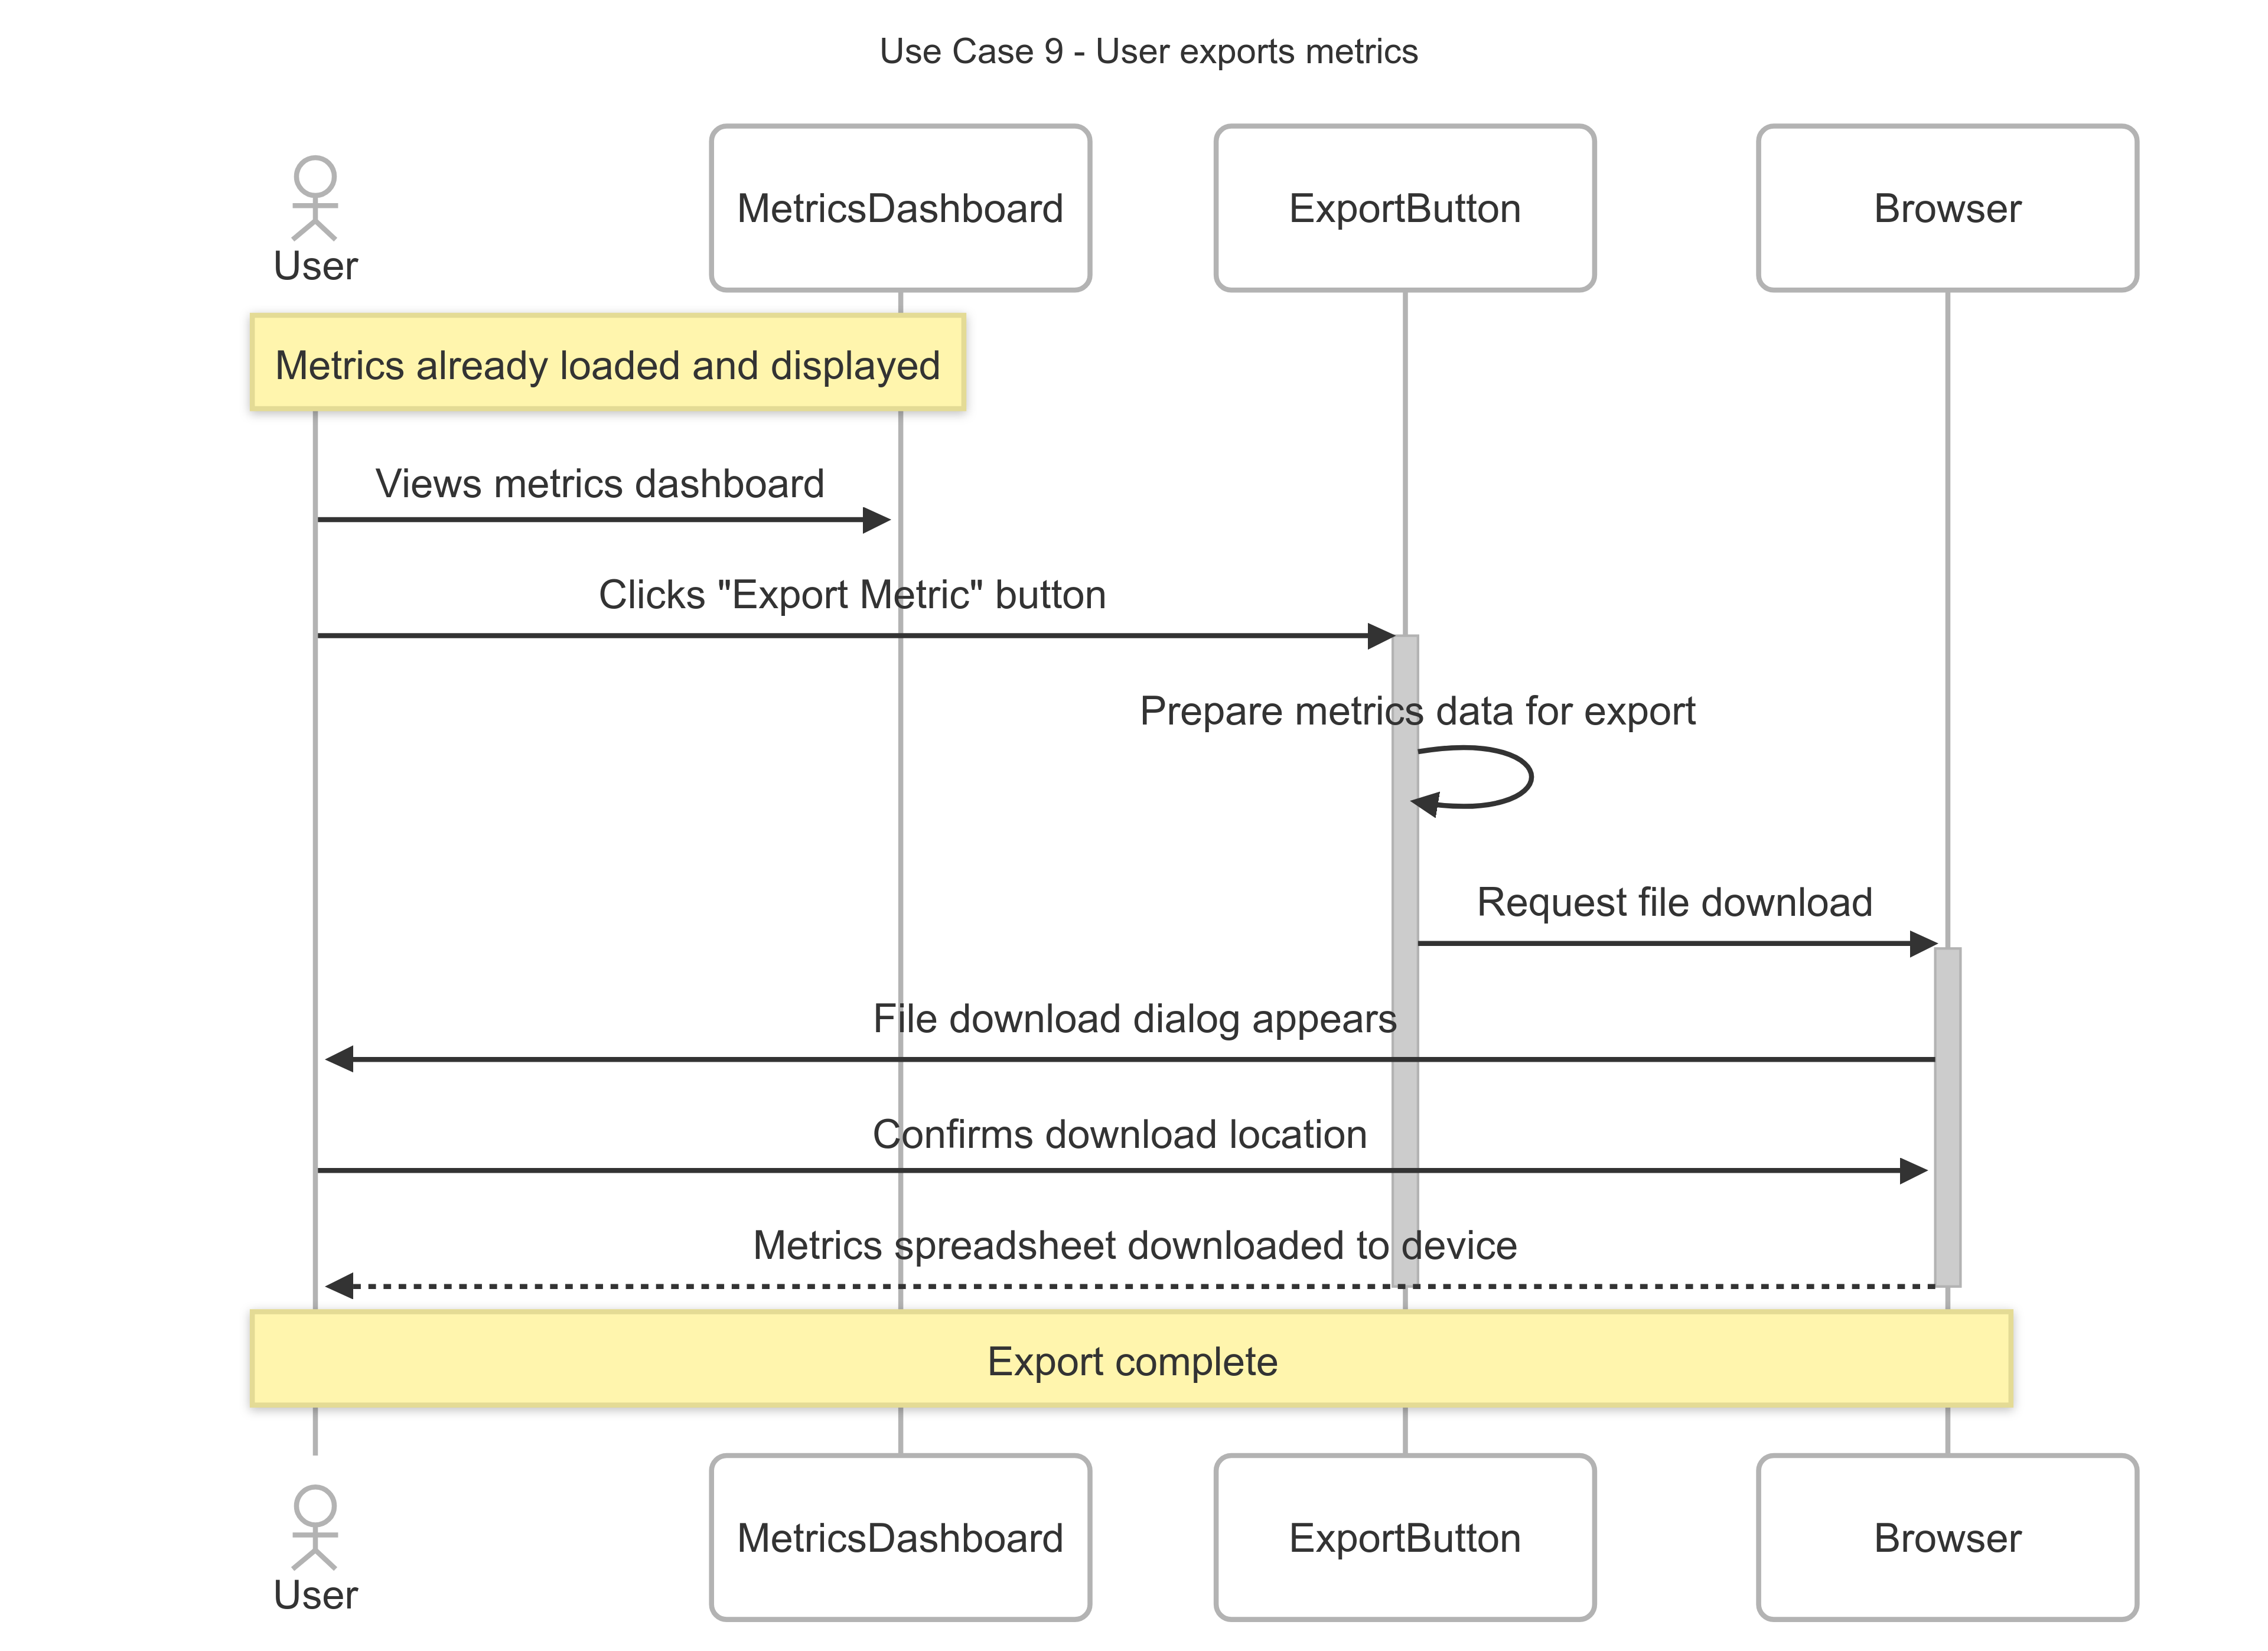 Use Case 9 - User exports metrics
User
MetricsDashboard
ExportButton
Browser
Metrics already loaded and displayed
Views metrics dashboard
Clicks "Export Metric" button
Prepare metrics data for export
Request file download
File download dialog appears
Confirms download location
Metrics spreadsheet downloaded to device
Export complete
User
MetricsDashboard
ExportButton
Browser